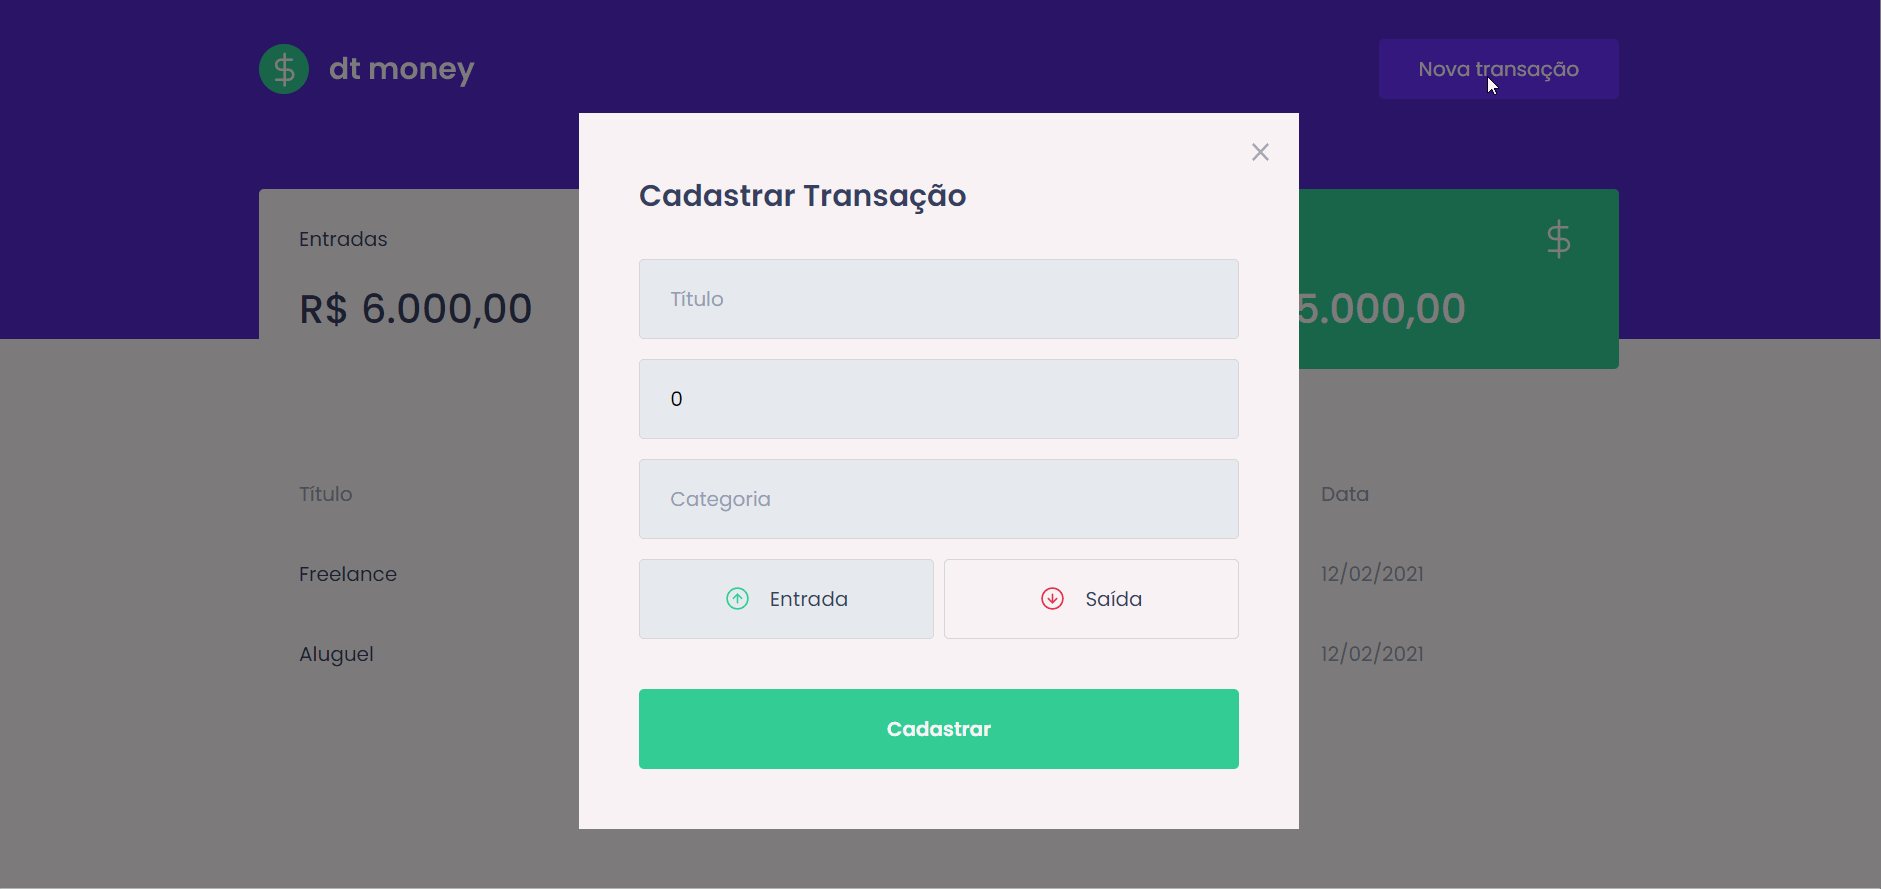 dt money
Nova transação
Cadastrar Transação
Entradas
R$ 6.000,00
5.000,00
Título
0
Categoria
Entrada
Saída
Cadastrar
Título
Data
Freelance
12/02/2021
Aluguel
12/02/2021